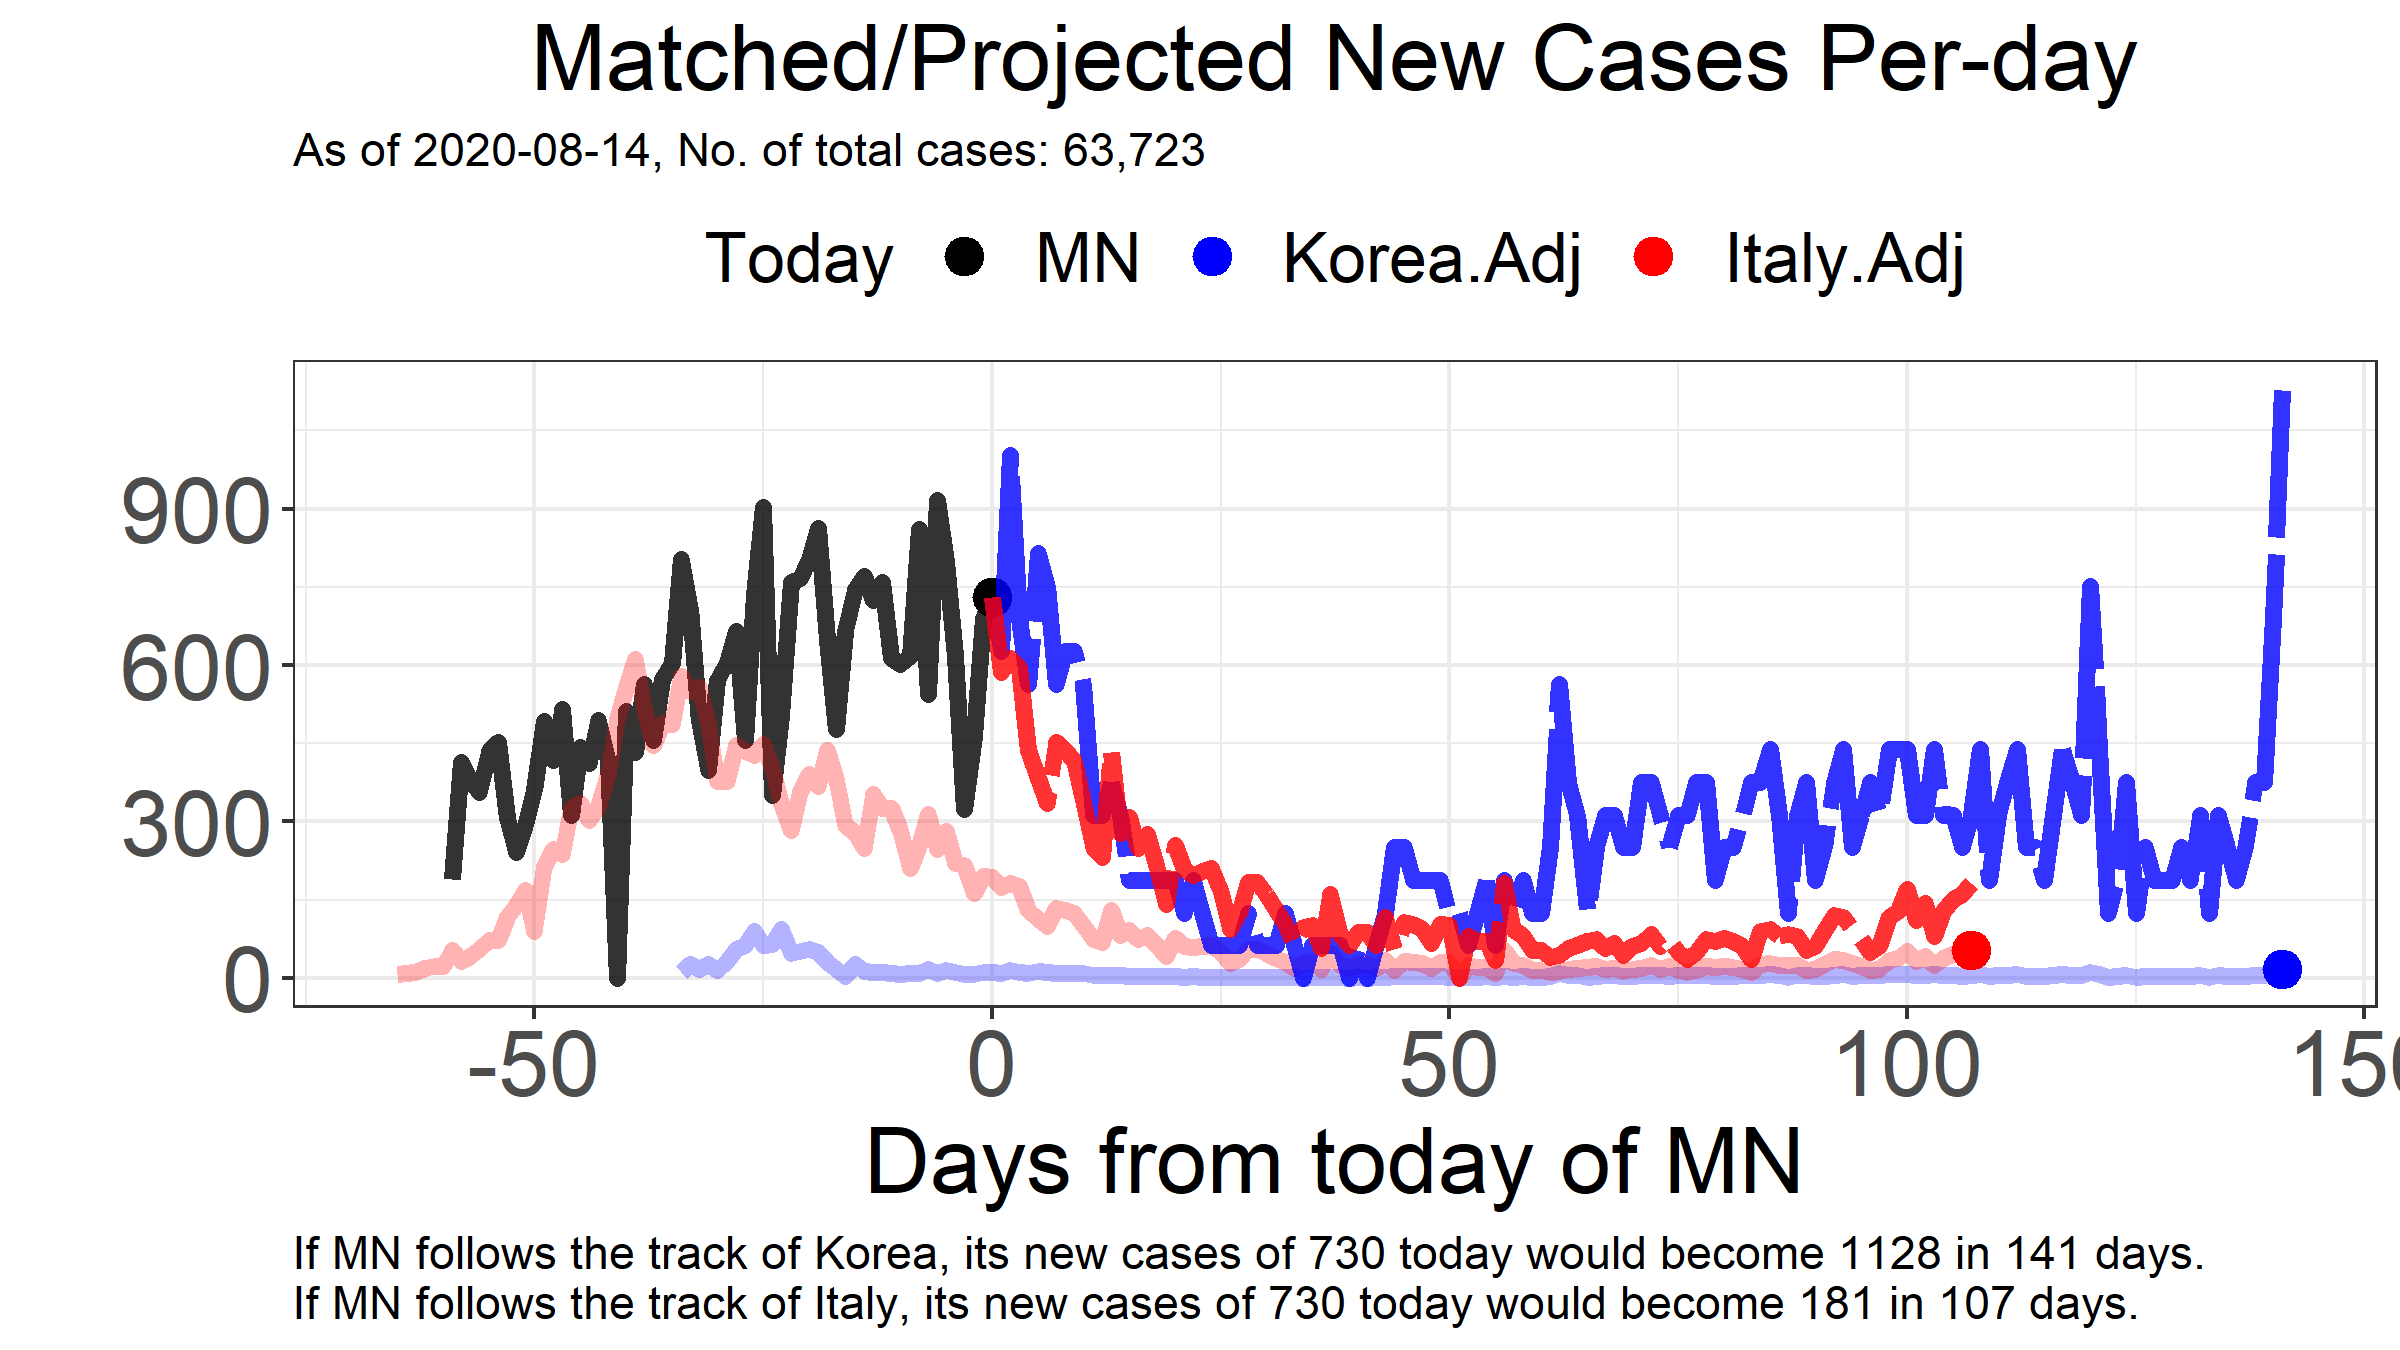 Matched/Projected New Cases Per-day
As of 2020-08-14, No. of total cases: 63,723
Today MN Korea.Adj Italy.Adj
900
600
300
0
-50 0 50 100 150
Days from today of MN
If MN follows the track of Korea, its new cases of 730 today would become 1128 in 141 days.
If MN follows the track of Italy, its new cases of 730 today would become 181 in 107 days.